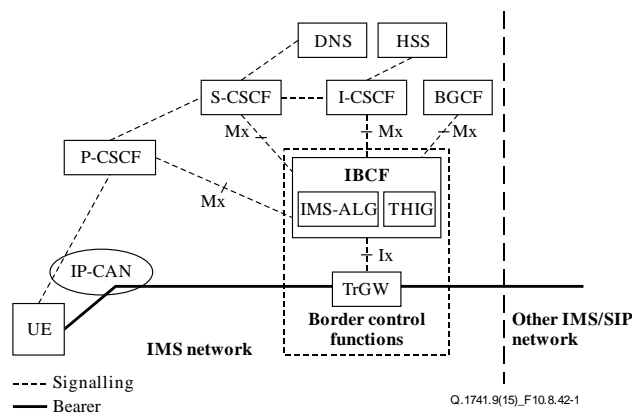 DNS
HSS
S-CSCF
I-CSCF
BGCF
Mx
Mx
Mx
P-CSCF
IBCF
IMS-ALG
THIG
Mx
Ix
IP-CAN
TrGW
UE
Border control
functions
Other IMS/SIP
network
IMS network
Signalling
Bearer
Q.1741.9(15)_F10.8.42-1